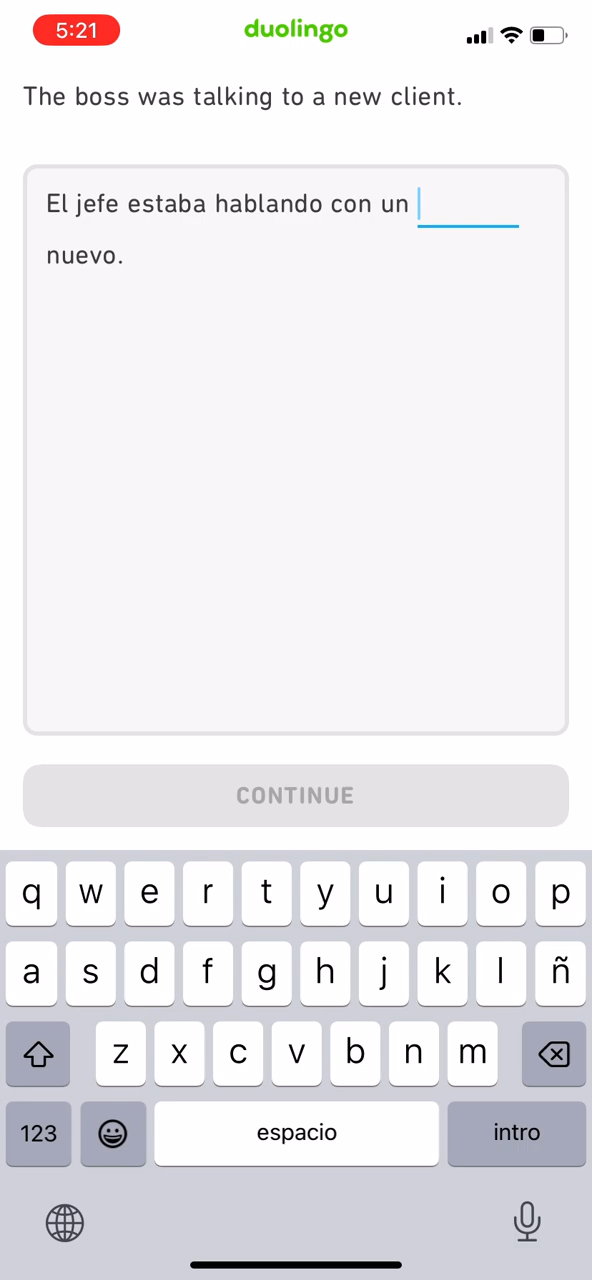 5:21
duolingo
The boss was talking to a new client.
El jefe estaba hablando con un
nuevo.
CONTINUE
q w e r t y u i o p
a s d f g h j k l ñ
z x c v b n m
123 espacio intro